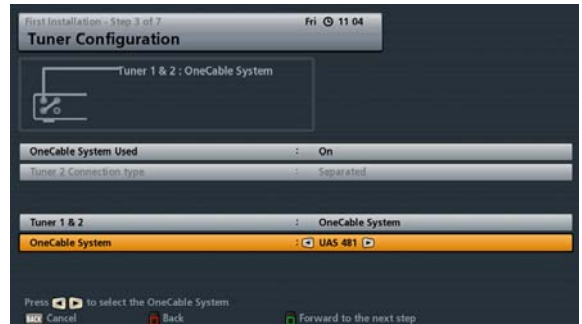 First Installation - Step 3 of 7
Fri 11 04
Tuner Configuration
Tuner 1 & 2 : OneCable System
OneCable System Used : On
Tuner 2 Connection type : Separated
Tuner 1 & 2 : OneCable System
OneCable System : UAS 481
Press to select the OneCable System
BACK Cancel Back Forward to the next step